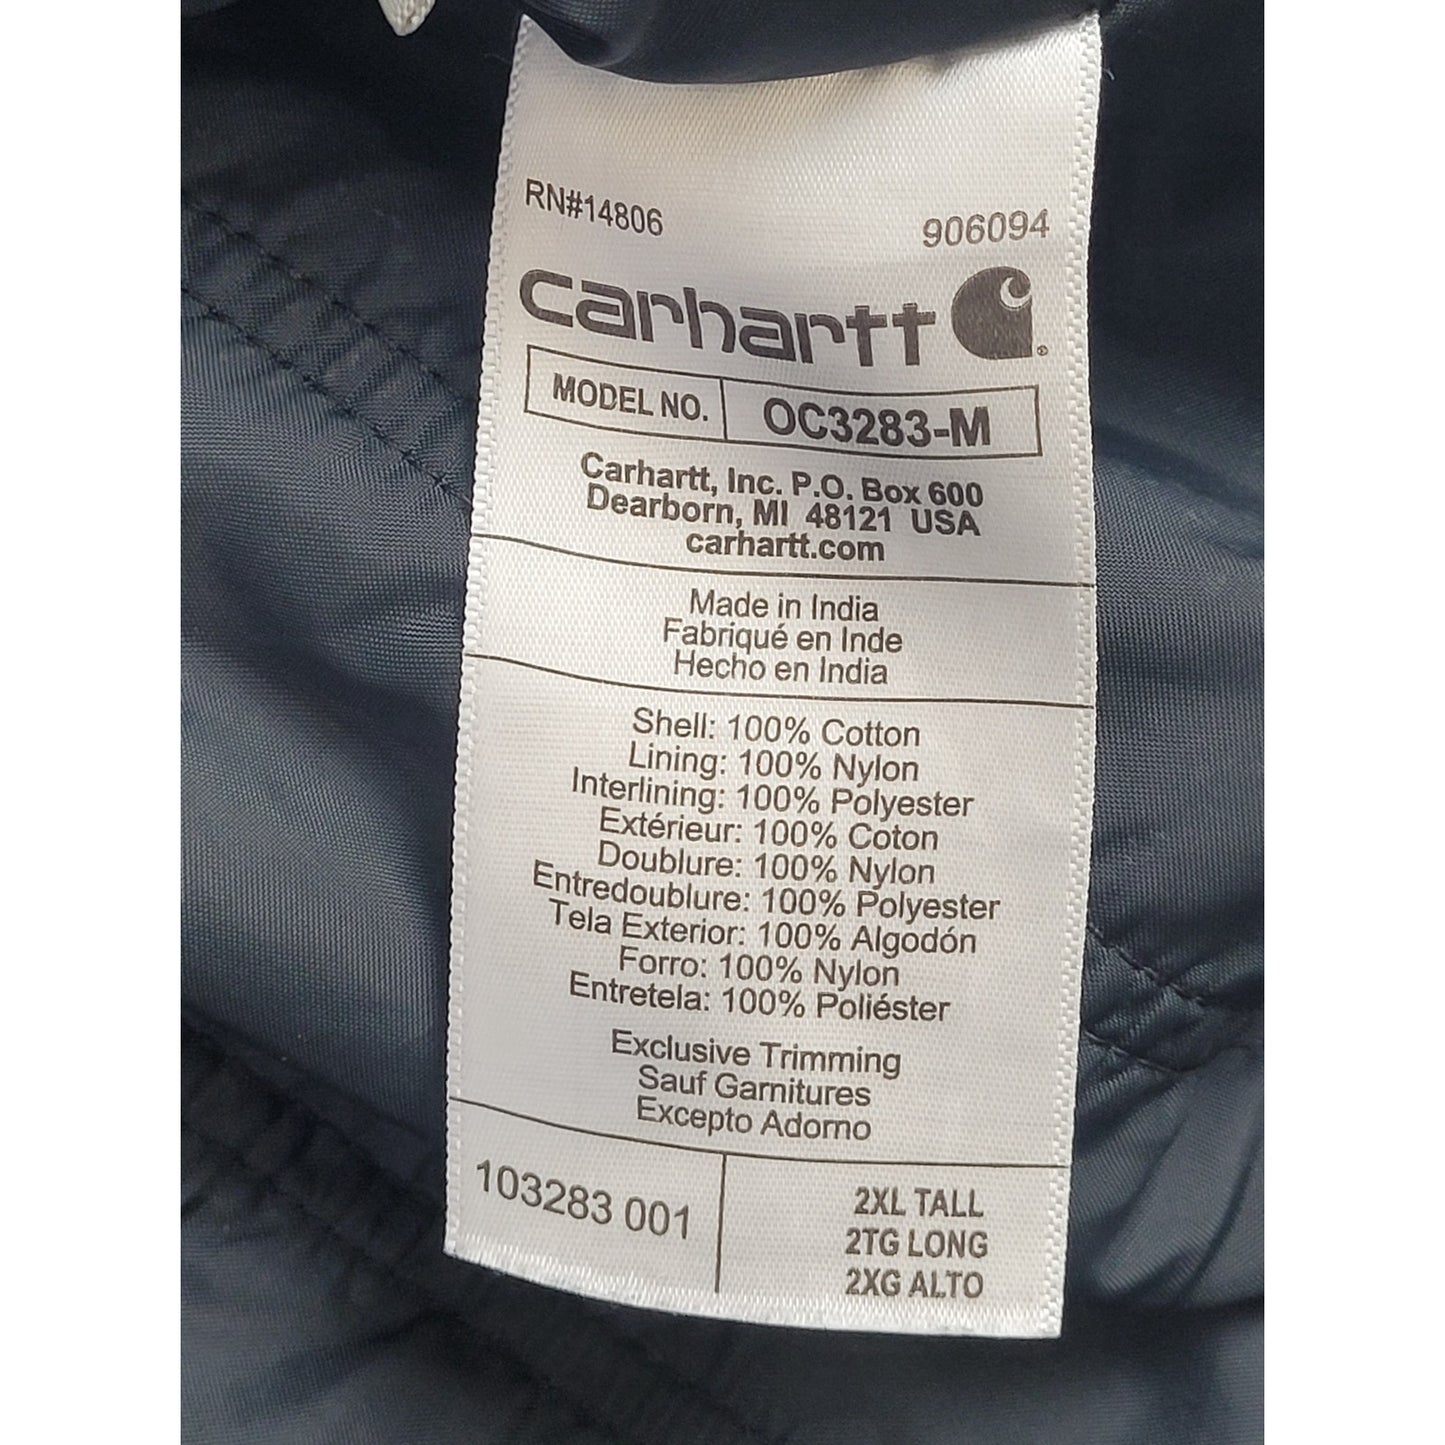 RN#14806 906094
carhartt
MODEL NO. OC3283-M
Carhartt, Inc. P.O. Box 600
Dearborn, MI 48121 USA
carhartt.com
Made in India
Fabriqué en Inde
Hecho en India
Shell: 100% Cotton
Lining: 100% Nylon
Interlining: 100% Polyester
Extérieur: 100% Coton
Doublure: 100% Nylon
Entredoublure: 100% Polyester
Tela Exterior: 100% Algodón
Forro: 100% Nylon
Entretela: 100% Poliéster
Exclusive Trimming
Sauf Garnitures
Excepto Adorno
103283 001
2XL TALL
2TG LONG
2XG ALTO